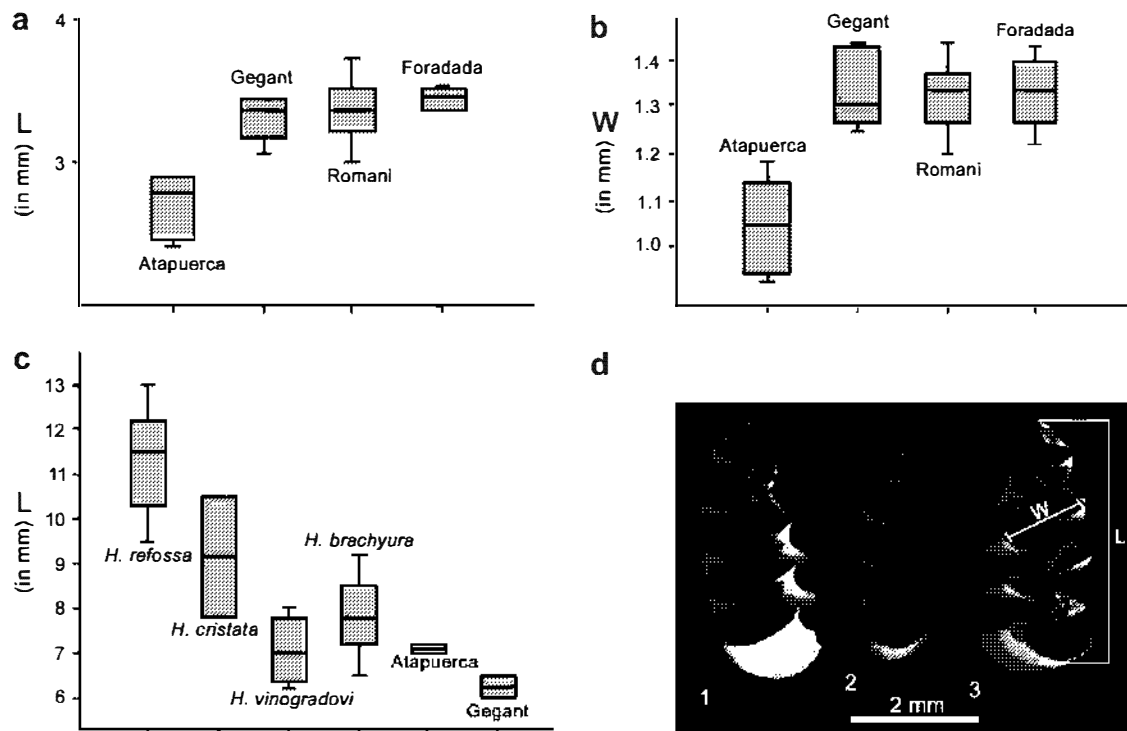 a
4
3
(in mm) L
Gegant
Foradada
Romani
Atapuerca
b
1.4
1.3
1.2
1.1
1.0
(in mm) W
Gegant
Foradada
Atapuerca
Romani
c
13
12
11
10
9
8
7
6
(in mm) L
H. refossa
H. brachyura
H. cristata
Atapuerca
H. vinogradovi
Gegant
d
W
L
1
2
3
2 mm